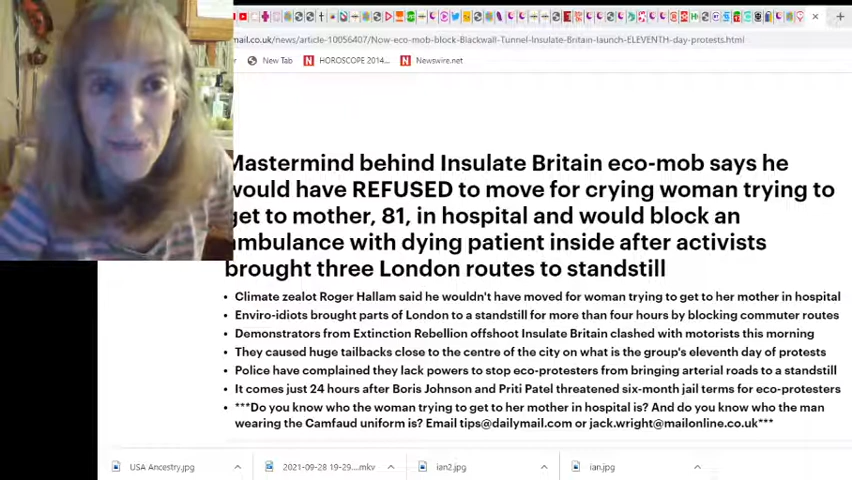 mail.co.uk/news/article-10056407/Now-eco-mob-block-Blackwall-Tunnel-Insulate-Britain-launch-ELEVENTH-day-protests.html
New Tab HOROSCOPE 2014... Newswire.net
Mastermind behind Insulate Britain eco-mob says he
would have REFUSED to move for crying woman trying to
get to mother, 81, in hospital and would block an
ambulance with dying patient inside after activists
brought three London routes to standstill
• Climate zealot Roger Hallam said he wouldn't have moved for woman trying to get to her mother in hospital
• Enviro-idiots brought parts of London to a standstill for more than four hours by blocking commuter routes
• Demonstrators from Extinction Rebellion offshoot Insulate Britain clashed with motorists this morning
• They caused huge tailbacks close to the centre of the city on what is the group's eleventh day of protests
• Police have complained they lack powers to stop eco-protesters from bringing arterial roads to a standstill
• It comes just 24 hours after Boris Johnson and Priti Patel threatened six-month jail terms for eco-protesters
• ***Do you know who the woman trying to get to her mother in hospital is? And do you know who the man
wearing the Camfaud uniform is? Email tips@dailymail.com or jack.wright@mailonline.co.uk***
USA Ancestry.jpg 2021-09-28 19-29....mkv ian2.jpg ian.jpg